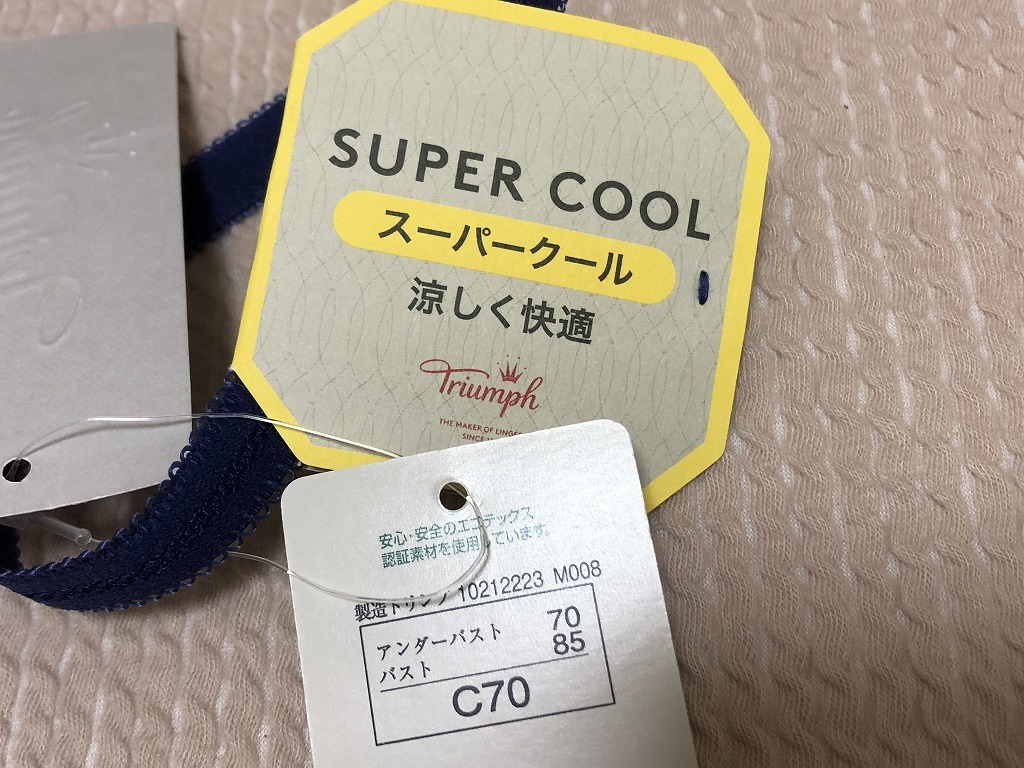 SUPER COOL
スーパークール
涼しく快適
Triumph
THE MAKER OF
SINCE
安心・安全のエコテックス
認証素材を使用しています。
製造 10212223 M008
アンダーバスト 70
バスト 85
C70